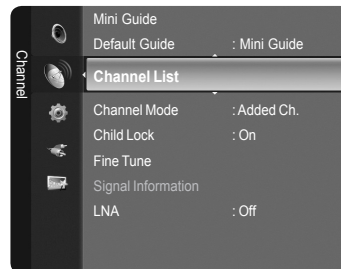 Channel
Mini Guide
Default Guide : Mini Guide
Channel List
Channel Mode : Added Ch.
Child Lock : On
Fine Tune
Signal Information
LNA : Off